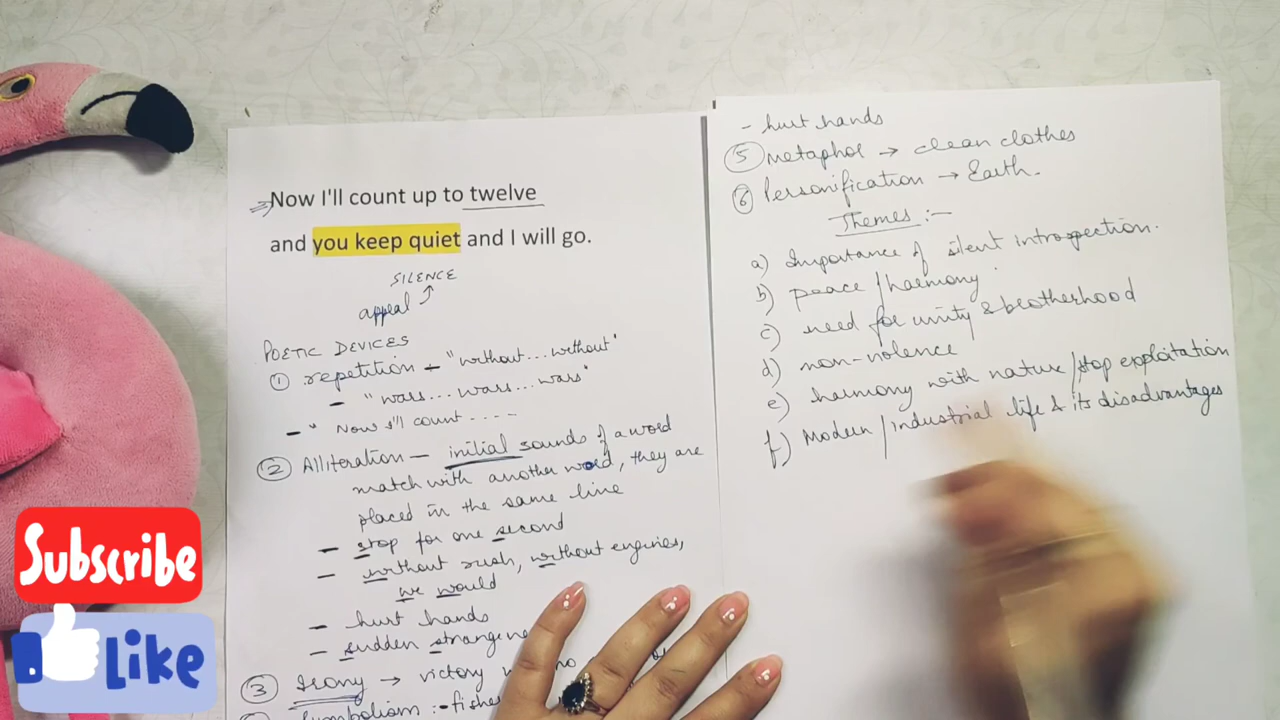 Now I'll count up to twelve
and you keep quiet and I will go.
SILENCE
appeal
POETIC DEVICES
① repetition - "without...without"
- "wars...wars...wars"
- "Now I'll count ----
② Alliteration - initial sounds of a word
match with another word, they are
placed in the same line
- stop for one second
- without rush, without engines,
we would
- hurt hands
- sudden strangene
③ Irony → victory
Symbolism :- fishe
- hurt hands
⑤ metaphor → clean clothes
⑥ Personification → Earth.
Themes :-
a) Importance of silent introspection.
b) peace / harmony
c) need for unity & brotherhood
d) non-violence
e) harmony with nature / stop exploitation
f) Modern / industrial life & its disadvantages
Subscribe
Like